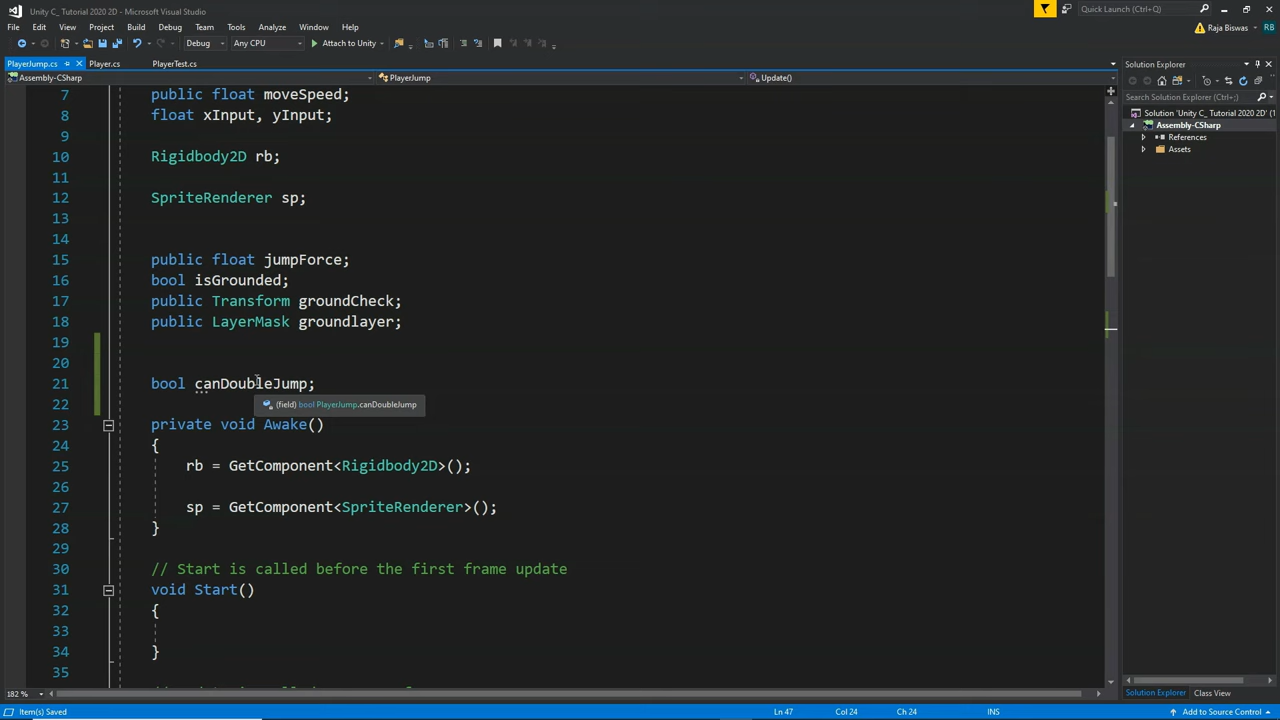 Unity C_ Tutorial 2020 2D - Microsoft Visual Studio
Quick Launch (Ctrl+;)
File Edit View Project Build Debug Team Tools Analyze Window Help
Raja Biswas RB
Debug Any CPU Attach to Unity
PlayerJump.cs Player.cs PlayerTest.cs
Solution Explorer
Assembly-CSharp PlayerJump Update()
Search Solution Explorer (Ctrl+;)
Solution 'Unity C_ Tutorial 2020 2D' (1
Assembly-CSharp
References
Assets
7 public float moveSpeed;
8 float xInput, yInput;
9
10 Rigidbody2D rb;
11
12 SpriteRenderer sp;
13
14
15 public float jumpForce;
16 bool isGrounded;
17 public Transform groundCheck;
18 public LayerMask groundlayer;
19
20
21 bool canDoubleJump;
22 (field) bool PlayerJump.canDoubleJump
23 private void Awake()
24 {
25 rb = GetComponent<Rigidbody2D>();
26
27 sp = GetComponent<SpriteRenderer>();
28 }
29
30 // Start is called before the first frame update
31 void Start()
32 {
33
34 }
35
182 %
Solution Explorer Class View
Item(s) Saved Ln 47 Col 24 Ch 24 INS Add to Source Control